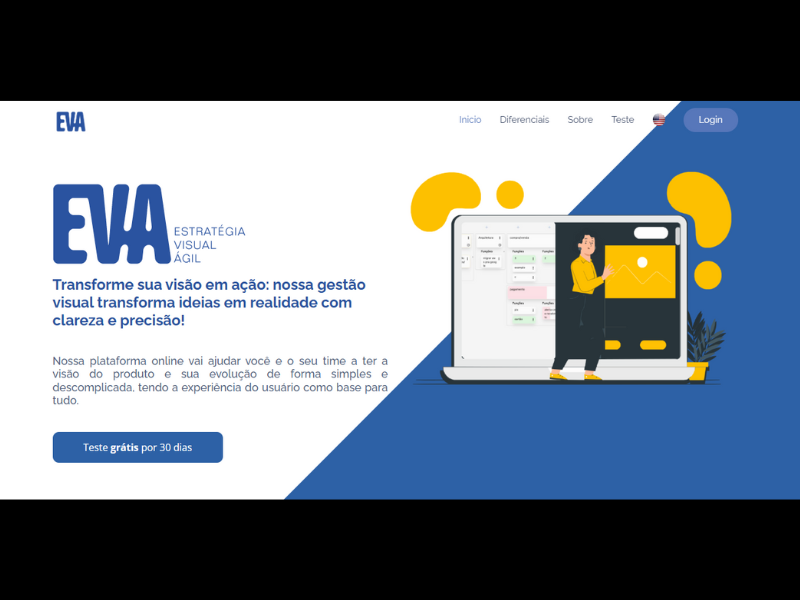 EVA
Início
Diferenciais
Sobre
Teste
Login
EVA
ESTRATÉGIA
VISUAL
ÁGIL
Transforme sua visão em ação: nossa gestão
visual transforma ideias em realidade com
clareza e precisão!
Nossa plataforma online vai ajudar você e o seu time a ter a
visão do produto e sua evolução de forma simples e
descomplicada, tendo a experiência do usuário como base para
tudo.
Teste grátis por 30 dias